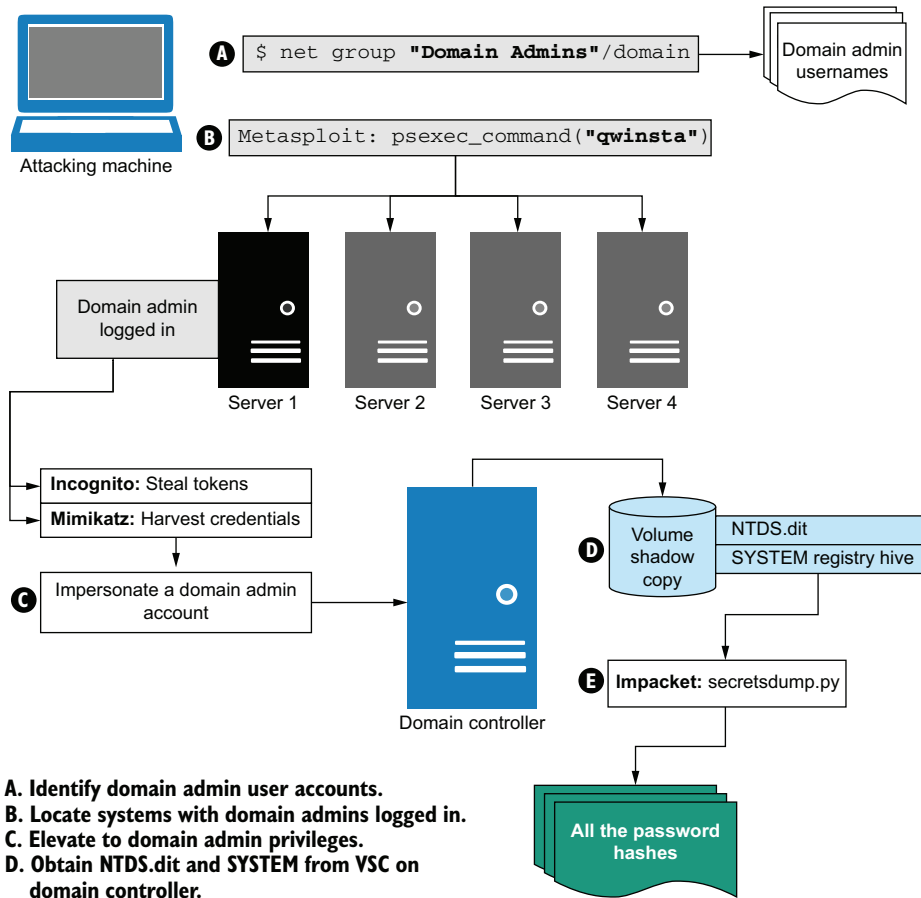 A $ net group "Domain Admins"/domain
Domain admin
usernames
B Metasploit: psexec_command("qwinsta")
Attacking machine
Domain admin
logged in
Server 1
Server 2
Server 3
Server 4
Incognito: Steal tokens
Mimikatz: Harvest credentials
C Impersonate a domain admin
account
Domain controller
D Volume
shadow
copy
NTDS.dit
SYSTEM registry hive
E Impacket: secretsdump.py
All the password
hashes
A. Identify domain admin user accounts.
B. Locate systems with domain admins logged in.
C. Elevate to domain admin privileges.
D. Obtain NTDS.dit and SYSTEM from VSC on
domain controller.